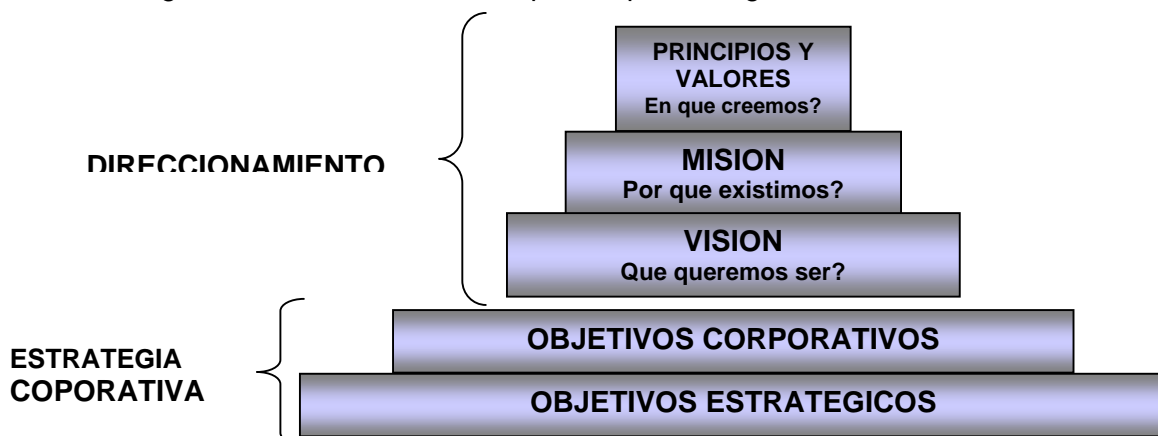 PRINCIPIOS Y
VALORES
En que creemos?
DIRECCIONAMIENTO
MISION
Por que existimos?
VISION
Que queremos ser?
ESTRATEGIA
COPORATIVA
OBJETIVOS CORPORATIVOS
OBJETIVOS ESTRATEGICOS